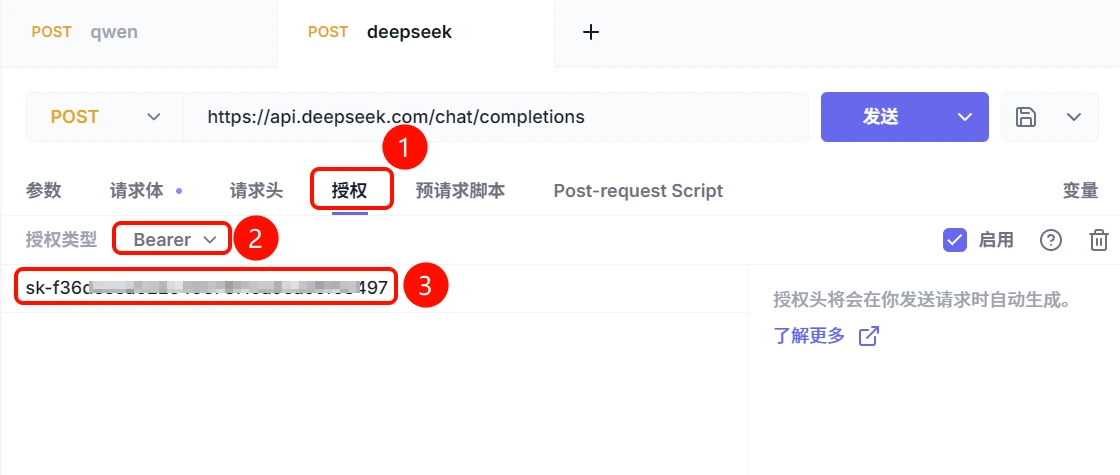 POST qwen POST deepseek +
POST https://api.deepseek.com/chat/completions 发送
1
参数 请求体 请求头 授权 预请求脚本 Post-request Script 变量
授权类型 Bearer 2 启用
sk-f36d 497 3
授权头将会在你发送请求时自动生成。
了解更多